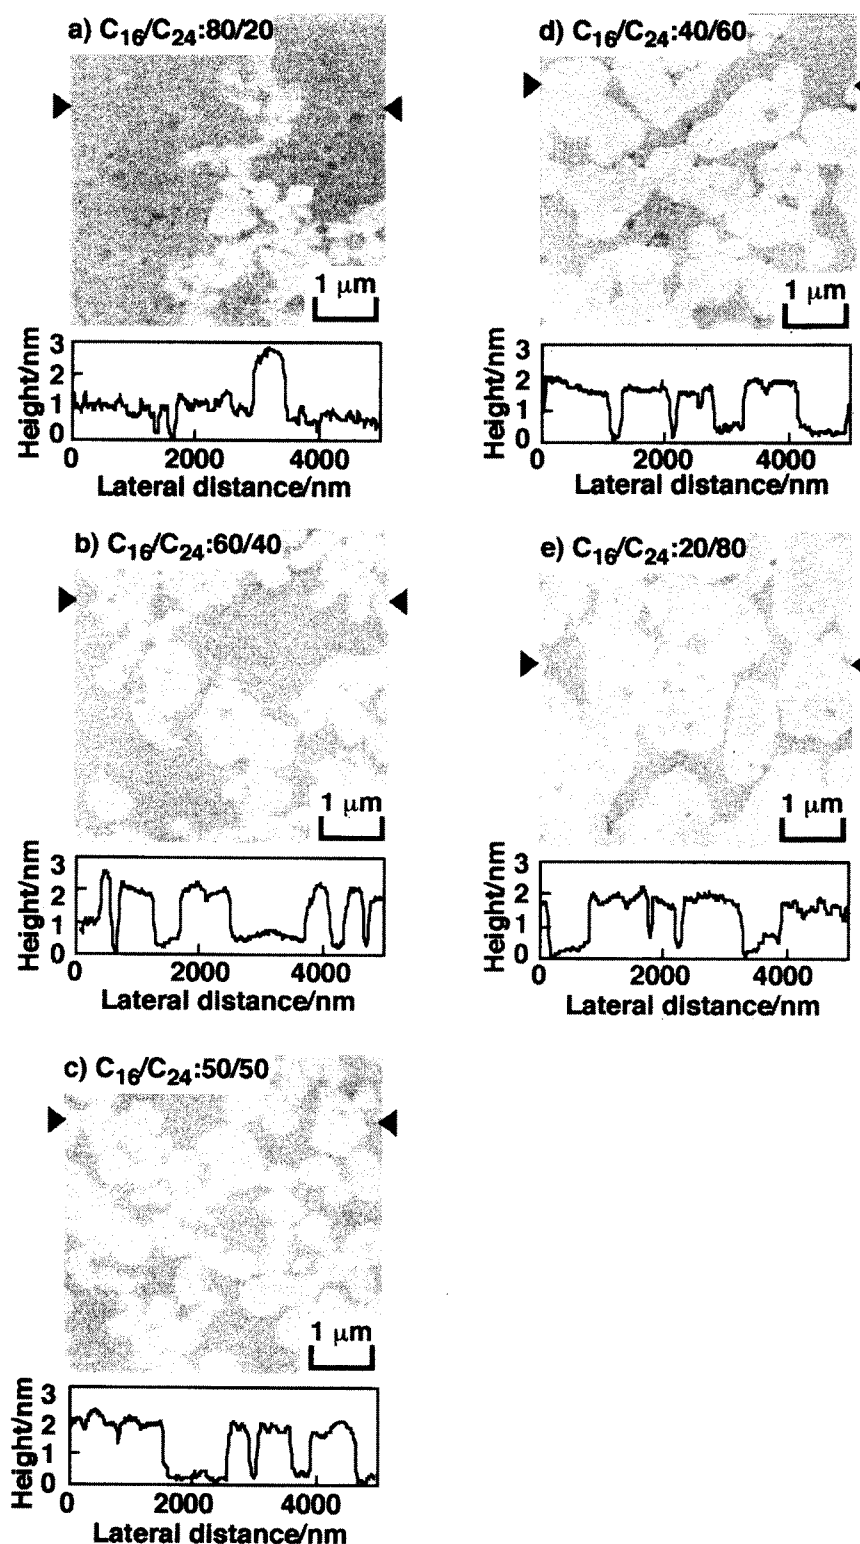 a) C16/C24:80/20
1 μm
Height/nm
3
2
1
0
0 2000 4000
Lateral distance/nm
b) C16/C24:60/40
1 μm
Height/nm
3
2
1
0
0 2000 4000
Lateral distance/nm
c) C16/C24:50/50
1 μm
Height/nm
3
2
1
0
0 2000 4000
Lateral distance/nm
d) C16/C24:40/60
1 μm
Height/nm
3
2
1
0
0 2000 4000
Lateral distance/nm
e) C16/C24:20/80
1 μm
Height/nm
3
2
1
0
0 2000 4000
Lateral distance/nm